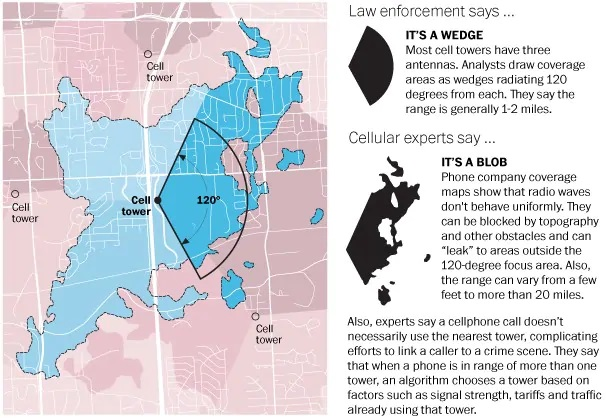 Cell
tower
Cell
tower
Cell
tower
120°
Cell
tower
Law enforcement says ...
IT'S A WEDGE
Most cell towers have three
antennas. Analysts draw coverage
areas as wedges radiating 120
degrees from each. They say the
range is generally 1-2 miles.
Cellular experts say ...
IT'S A BLOB
Phone company coverage
maps show that radio waves
don't behave uniformly. They
can be blocked by topography
and other obstacles and can
“leak” to areas outside the
120-degree focus area. Also,
the range can vary from a few
feet to more than 20 miles.
Also, experts say a cellphone call doesn't
necessarily use the nearest tower, complicating
efforts to link a caller to a crime scene. They say
that when a phone is in range of more than one
tower, an algorithm chooses a tower based on
factors such as signal strength, tariffs and traffic
already using that tower.